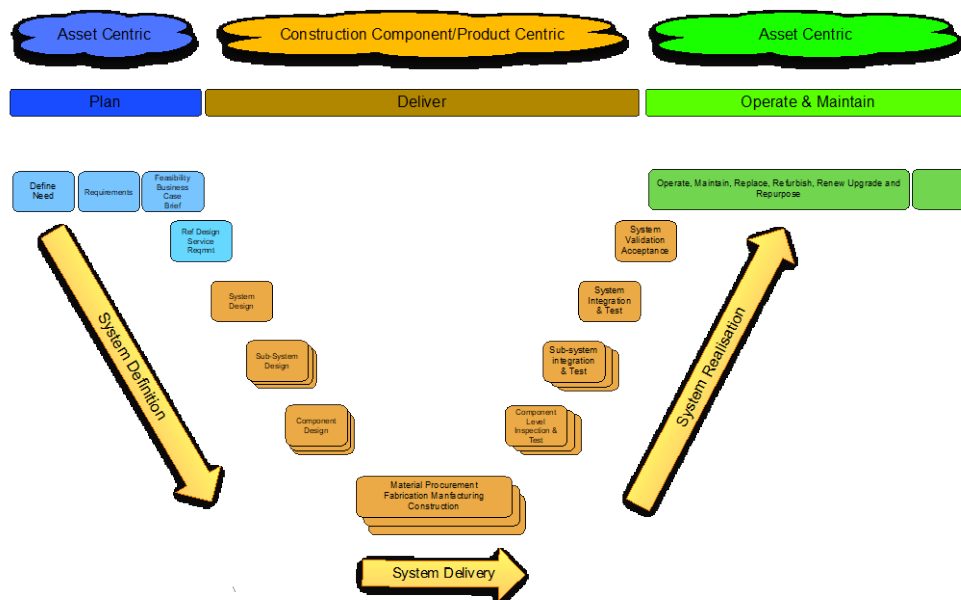 Asset Centric
Construction Component/Product Centric
Asset Centric
Plan
Deliver
Operate & Maintain
Define
Need
Requirements
Feasibility
Business
Case
Brief
Operate, Maintain, Replace, Refurbish, Renew Upgrade and
Repurpose
Ref Design
Service
Reqmnt
System
Validation
Acceptance
System
Design
System
Integration
& Test
Sub-System
Design
Sub-system
integration
& Test
Component
Design
Component
Level
Inspection &
Test
Material Procurement
Fabrication Manfacturing
Construction
System Definition
System Delivery
System Realisation